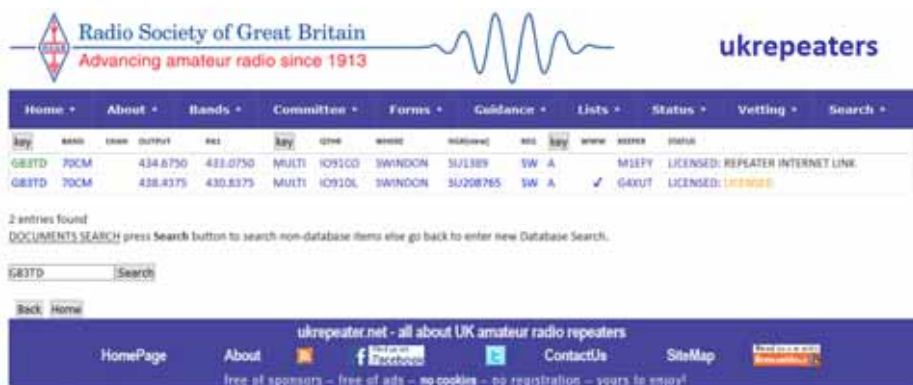 Radio Society of Great Britain
Advancing amateur radio since 1913
ukrepeaters
Home About Bands Committee Forms Guidance Lists Status Vetting Search
key BAND CHAN OUTPUT key QTHR WHERE key WWW KEEPER STATUS
GB3TD 70CM 434.6750 433.0750 MULTI IO91CO SWINDON SU1389 SW A M1EFY LICENSED: REPEATER INTERNET LINK
GB3TD 70CM 438.4375 430.8375 MULTI IO91DL SWINDON SU208765 SW A ✓ G4XUT LICENSED: LICENSED
2 entries found
DOCUMENTS SEARCH press Search button to search non-database items else go back to enter new Database Search.
GB3TD Search
Back Home
ukrepeater.net - all about UK amateur radio repeaters
HomePage About Find us on Facebook ContactUs SiteMap
free of sponsors – free of ads – no cookies – no registration – yours to enjoy!